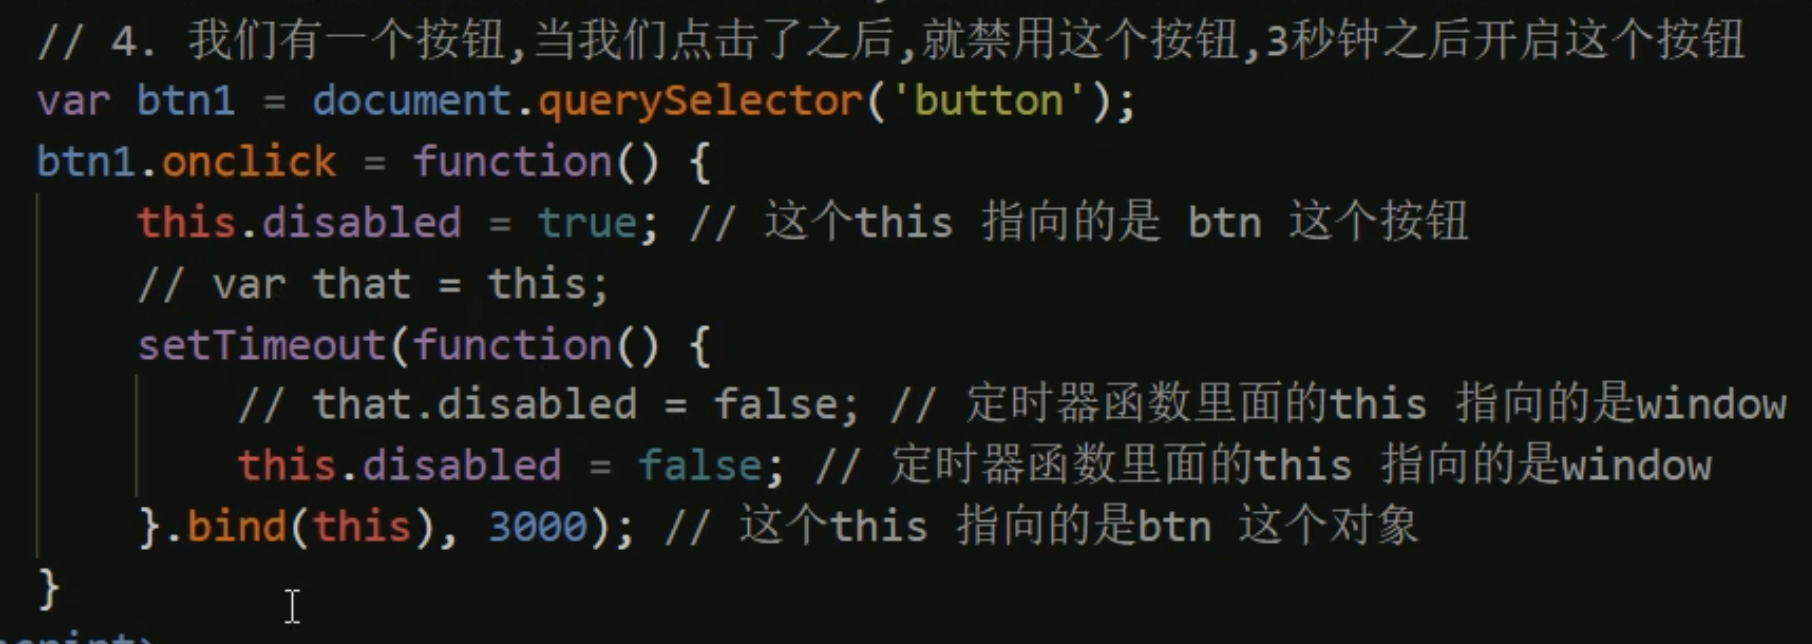 // 4. 我们有一个按钮,当我们点击了之后,就禁用这个按钮,3秒钟之后开启这个按钮
var btn1 = document.querySelector('button');
btn1.onclick = function() {
    this.disabled = true; // 这个this 指向的是 btn 这个按钮
    // var that = this;
    setTimeout(function() {
        // that.disabled = false; // 定时器函数里面的this 指向的是window
        this.disabled = false; // 定时器函数里面的this 指向的是window
    }.bind(this), 3000); // 这个this 指向的是btn 这个对象
}